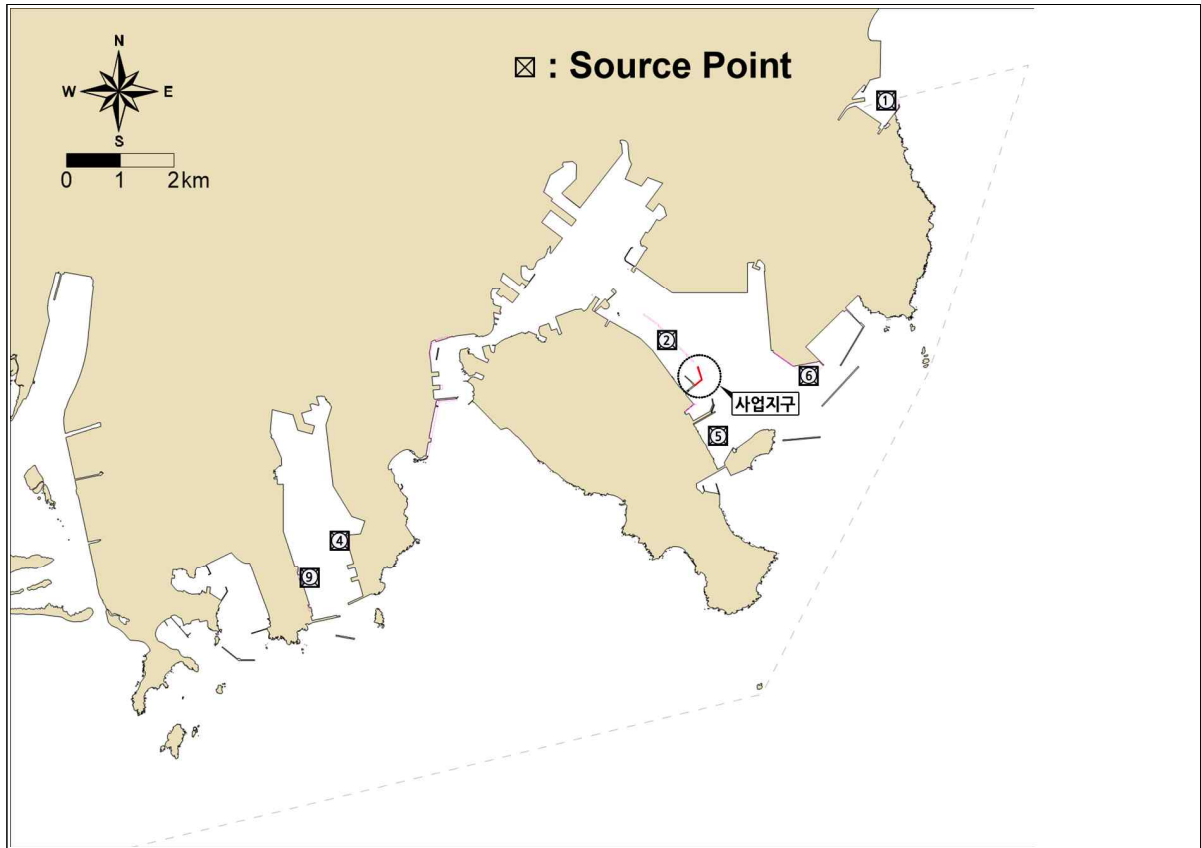 N
W E
S
0 1 2km
: Source Point
①
②
⑥
사업지구
⑤
④
⑨